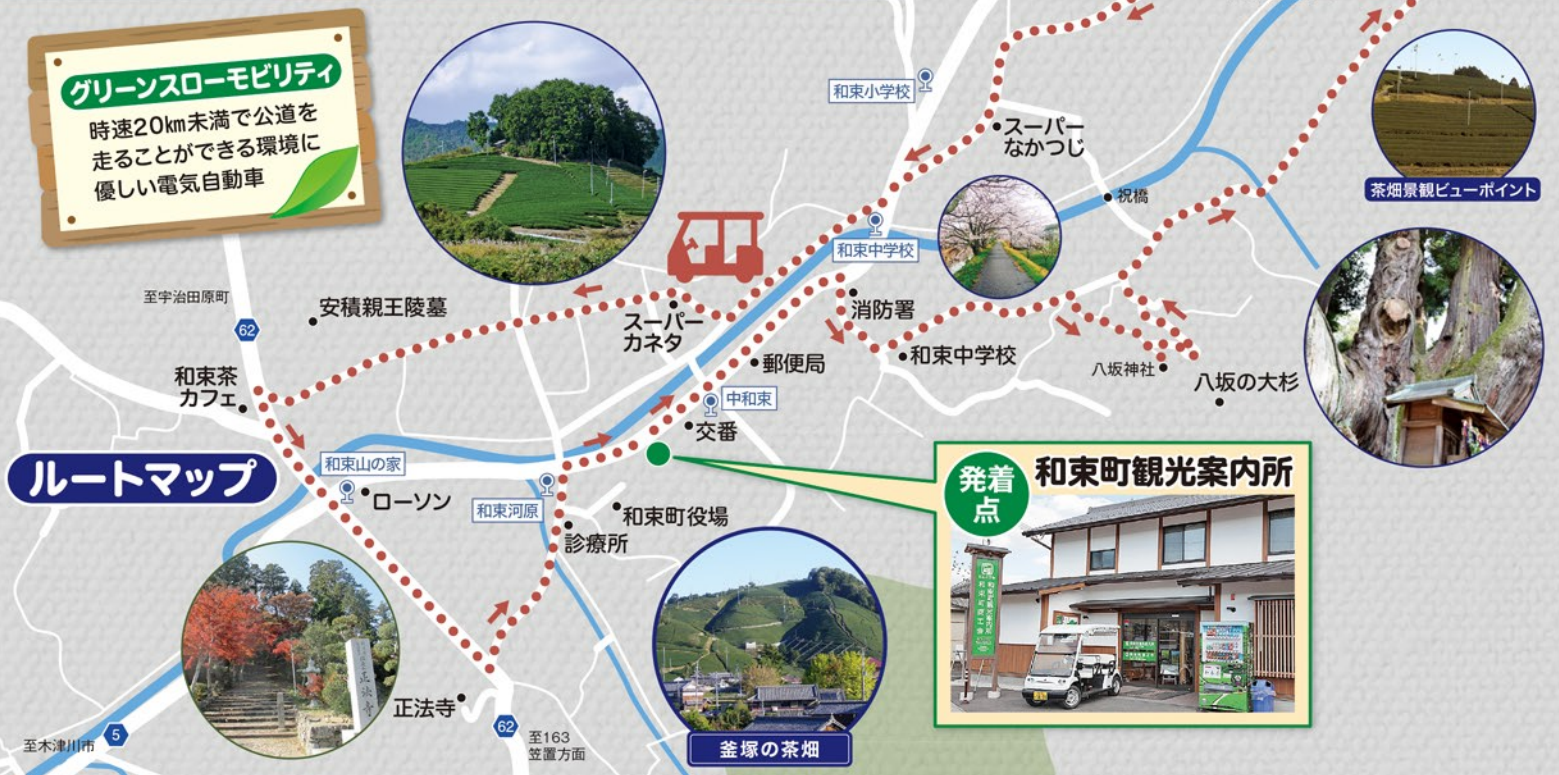 グリーンスローモビリティ
時速20km未満で公道を
走ることができる環境に
優しい電気自動車
和束小学校
スーパー
なかつじ
祝橋
茶畑景観ビューポイント
和束中学校
至宇治田原町
62
安積親王陵墓
スーパー
カネタ
消防署
郵便局
和束中学校
八坂神社
八坂の大杉
和束茶
カフェ
中和束
交番
ルートマップ
和束山の家
ローソン
和束河原
和束町役場
診療所
発着
点
和束町観光案内所
正法寺
正法寺
62
至163
笠置方面
至木津川市
5
釜塚の茶畑